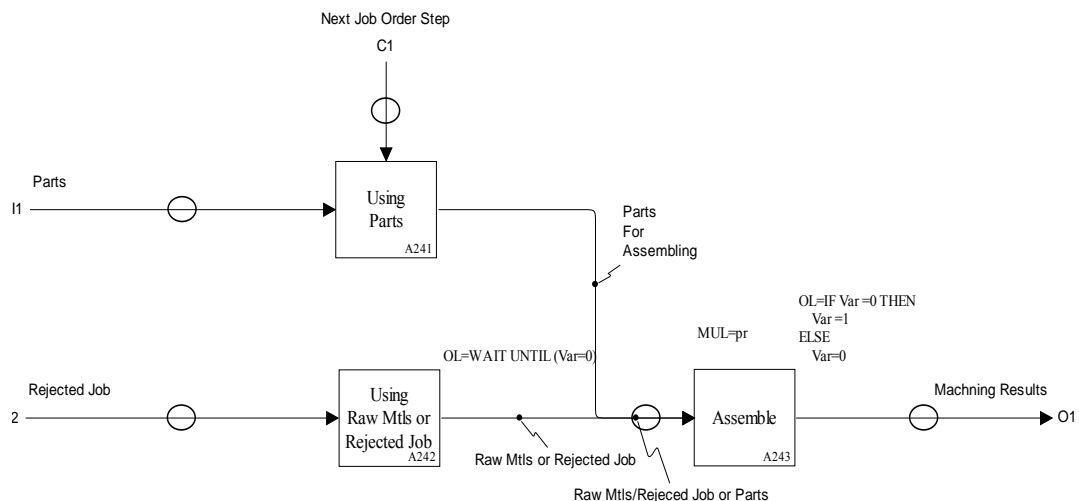 Next Job Order Step
C1
Parts
I1
Using
Parts
A241
Parts
For
Assembling
OL=IF Var =0 THEN
Var =1
ELSE
Var=0
MUL=pr
OL=WAIT UNTIL (Var=0)
Rejected Job
2
Using
Raw Mtls or
Rejected Job
A242
Assemble
A243
Machning Results
O1
Raw Mtls or Rejected Job
Raw Mtls/Rejeced Job or Parts